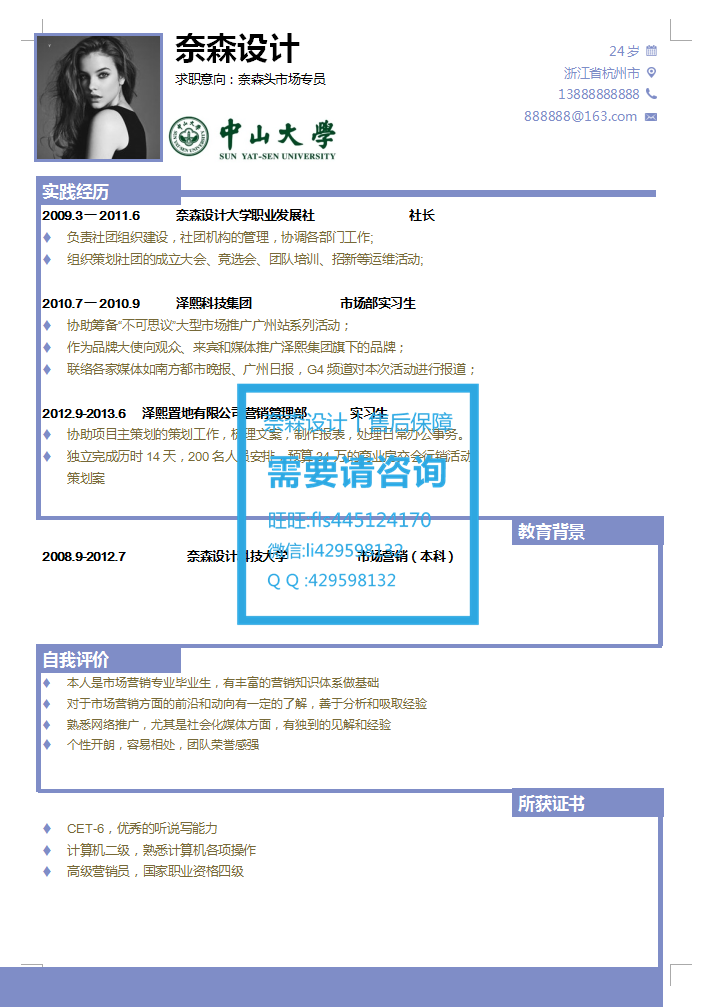 奈森设计
求职意向：奈森头市场专员
24岁
浙江省杭州市
13888888888
888888@163.com
中山大學
SUN YAT-SEN UNIVERSITY
实践经历
2009.3－2011.6 奈森设计大学职业发展社 社长
负责社团组织建设，社团机构的管理，协调各部门工作;
组织策划社团的成立大会、竞选会、团队培训、招新等运维活动;
2010.7－2010.9 泽熙科技集团 市场部实习生
协助筹备“不可思议”大型市场推广广州站系列活动；
作为品牌大使向观众、来宾和媒体推广泽熙集团旗下的品牌；
联络各家媒体如南方都市晚报、广州日报，G4频道对本次活动进行报道；
2012.9-2013.6 泽熙置地有限公司营销管理部 实习生
协助项目主策划的策划工作，梳理文案，制作报表，处理日常办公事务。
独立完成历时 14 天，200 名人员安排，预算 24 万的商业房交会行销活动
策划案
奈森设计丨售后保障
需要请咨询
旺旺:fls445124170
微信:li429598132
Q Q :429598132
教育背景
2008.9-2012.7 奈森设计科技大学 市场营销（本科）
自我评价
本人是市场营销专业毕业生，有丰富的营销知识体系做基础
对于市场营销方面的前沿和动向有一定的了解，善于分析和吸取经验
熟悉网络推广，尤其是社会化媒体方面，有独到的见解和经验
个性开朗，容易相处，团队荣誉感强
所获证书
CET-6，优秀的听说写能力
计算机二级，熟悉计算机各项操作
高级营销员，国家职业资格四级